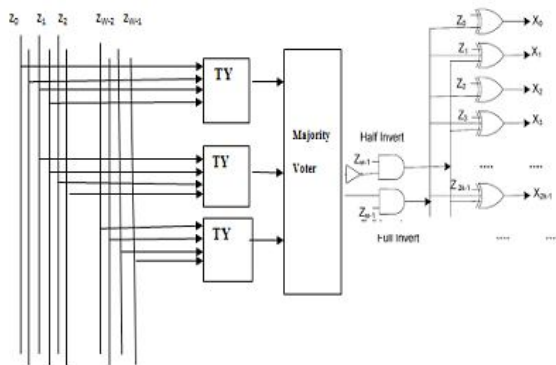 Z0 Z1 Z2 ZW-2 ZW-1
TY
TY
TY
Majority
Voter
Half Invert
Zw-1
Zw-1
Full Invert
Z0 X0
Z1 X1
Z2 X2
Z3 X3
.... ....
Z2k-1 X2k-1
.... ....